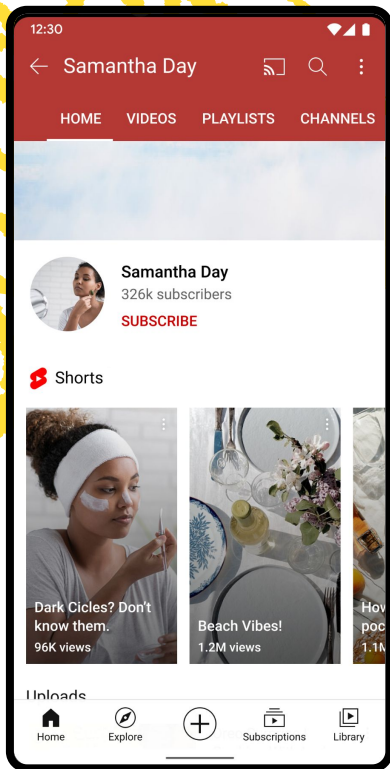 12:30
Samantha Day
HOME VIDEOS PLAYLISTS CHANNELS
Samantha Day
326k subscribers
SUBSCRIBE
Shorts
Dark Cicles? Don't
know them.
96K views
Beach Vibes!
1.2M views
Uploads
Home Explore Subscriptions Library